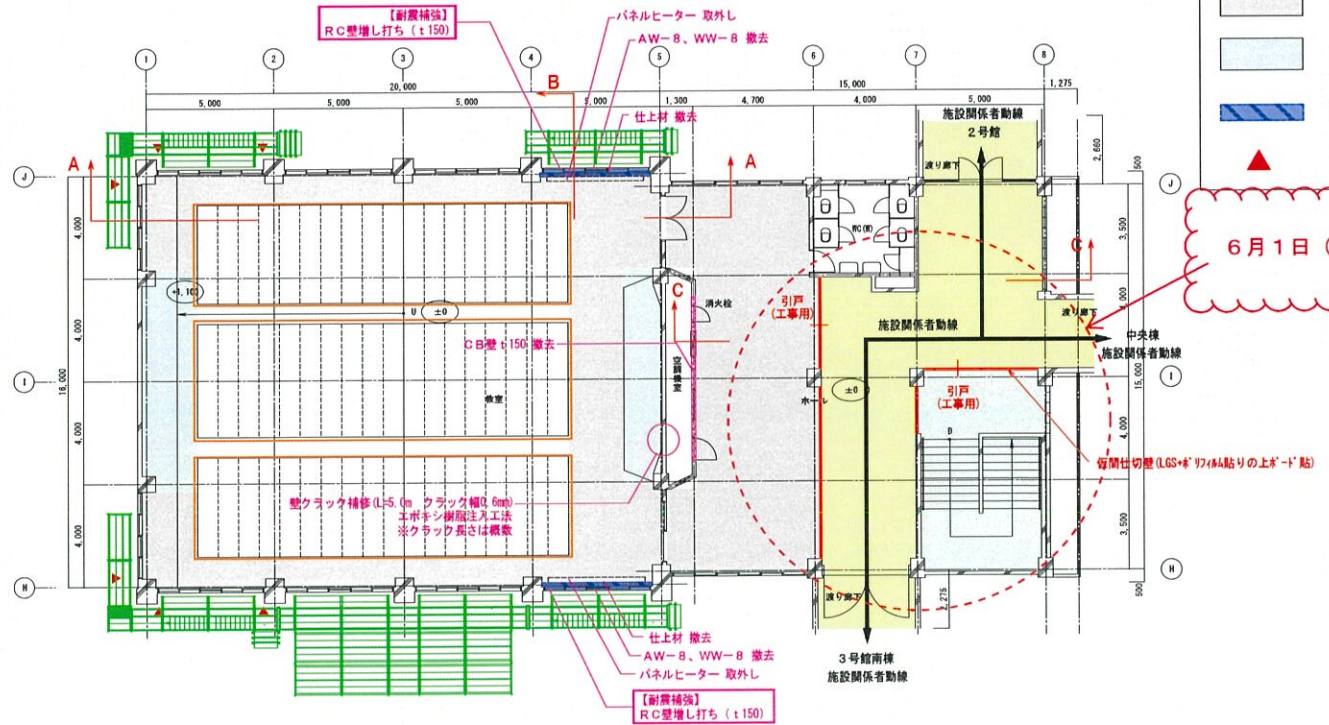 【耐震補強】
RC壁増し打ち(t150)
パネルヒーター 取外し
AW-8、WW-8 撤去
仕上材 撤去
1
2
3
4
5
6
7
8
20,000
15,000
1,275
5,000
5,000
5,000
5,000
1,300
4,700
4,000
5,000
B
A
A
施設関係者動線
2号館
渡り廊下
2,660
500
J
J
4,000
3,500
6月1日(
C
C
WC(男)
消火栓
引戸
(工事用)
施設関係者動線
渡り廊下
4,000
中央棟
施設関係者動線
+1,100
U
±0
CB壁t150 撤去
4,000
16,000
I
I
15,000
空調機室
教室
ホール
±0
引戸
(工事用)
D
4,000
4,000
仮間仕切壁(LGS+ポリフィルム貼りの上ボード貼)
壁クラック補修(L=5.0m クラック幅0.6mm)
エポキシ樹脂注入工法
※クラック長さは概数
4,000
3,500
H
H
500
渡り廊下
仕上材 撤去
AW-8、WW-8 撤去
パネルヒーター 取外し
3号館南棟
施設関係者動線
【耐震補強】
RC壁増し打ち(t150)